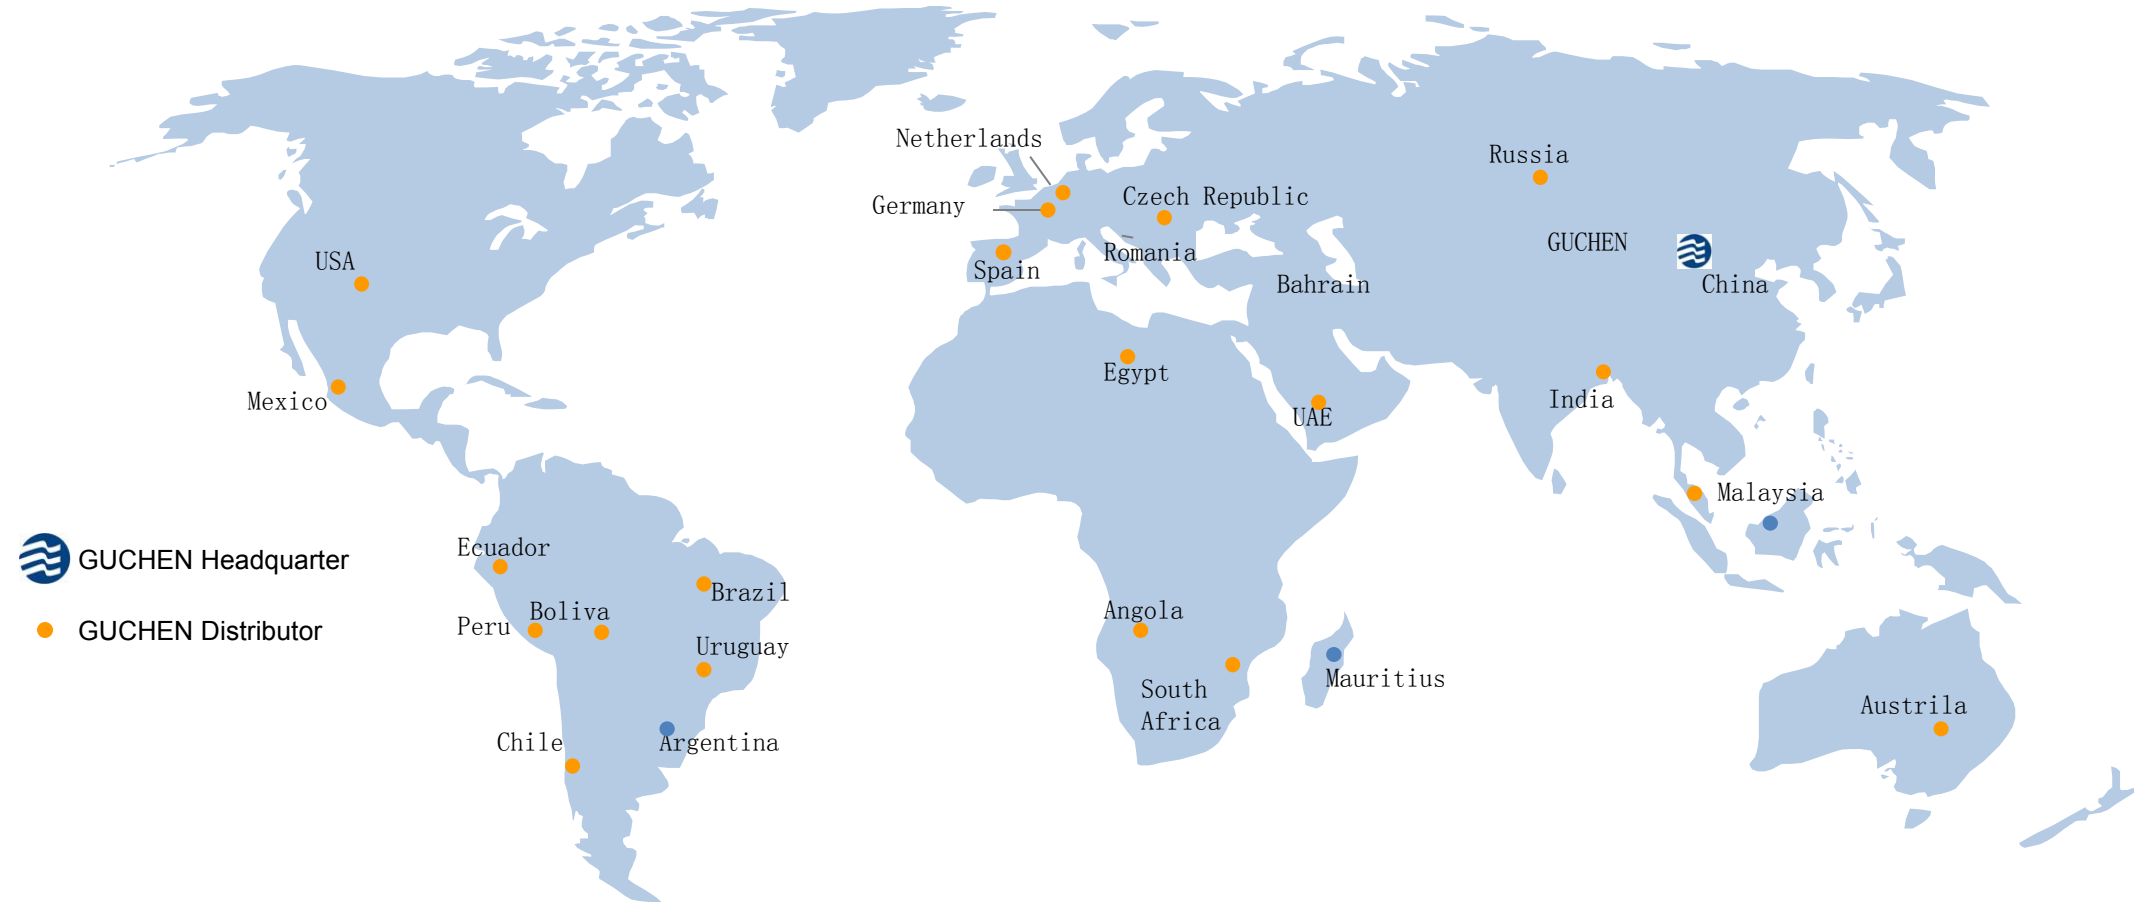 Netherlands
Russia
Germany
Czech Republic
GUCHEN
USA
Romania
Spain
Bahrain
China
Egypt
Mexico
UAE
India
Malaysia
Ecuador
GUCHEN Headquarter
Brazil
Boliva
Angola
Peru
GUCHEN Distributor
Uruguay
Mauritius
South
Africa
Austrila
Chile
Argentina